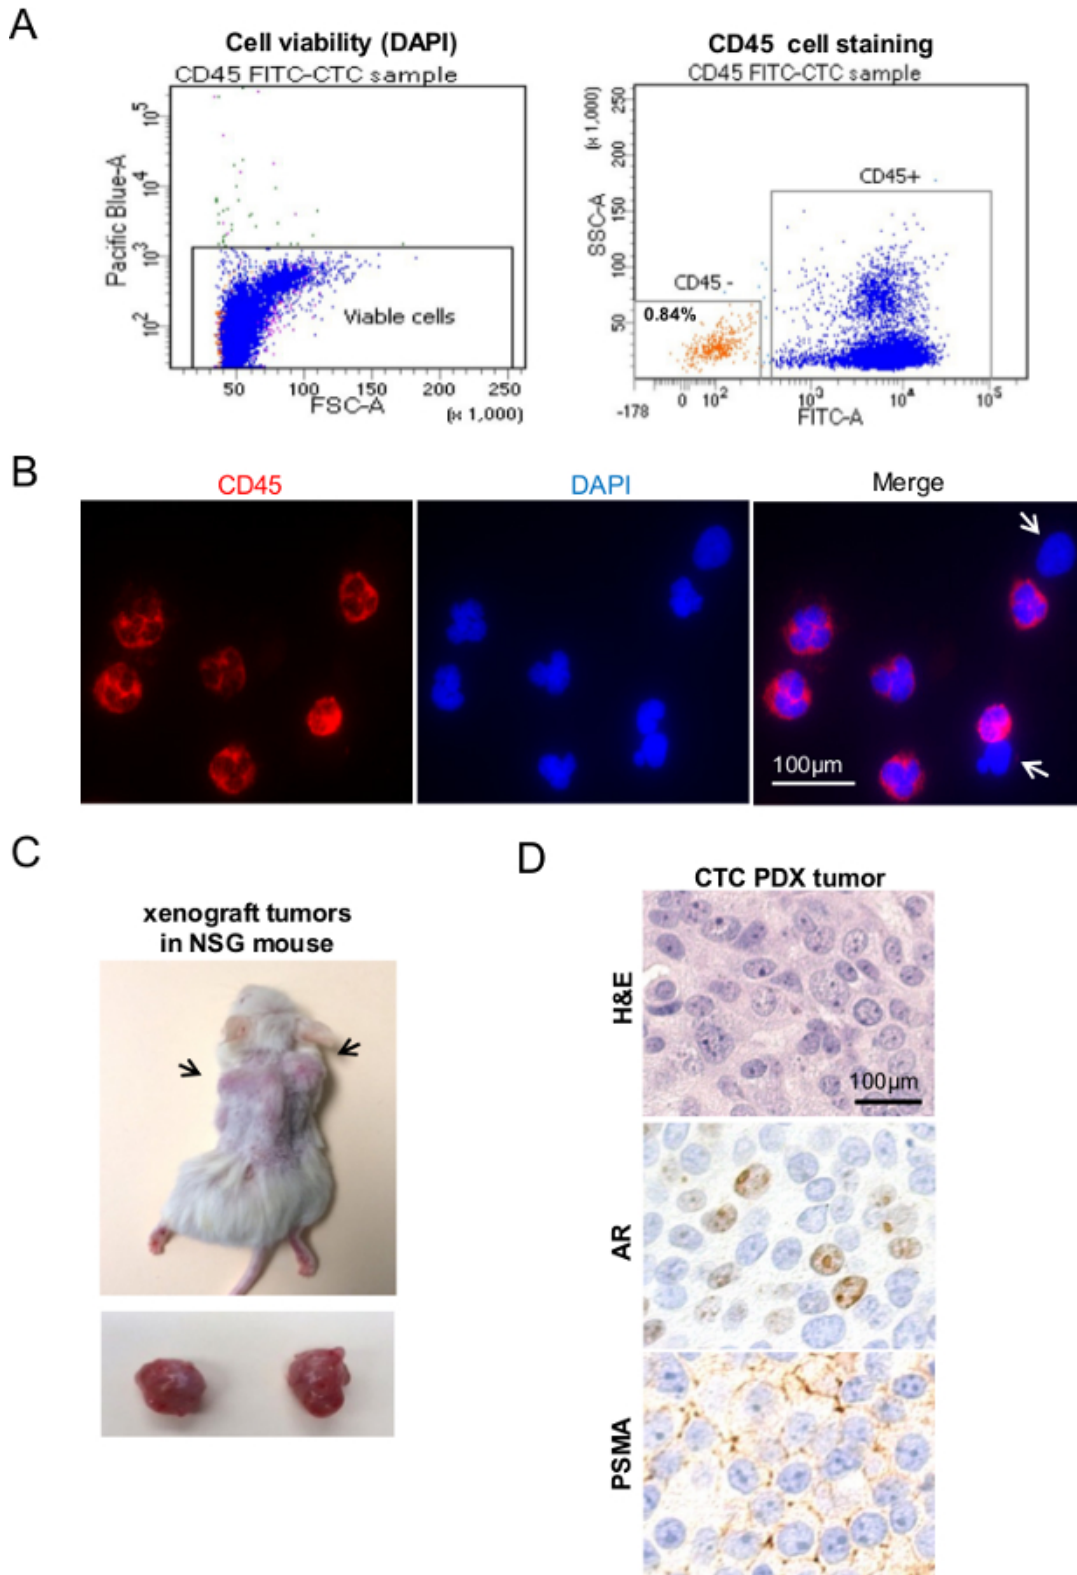 A
Cell viability (DAPI)
CD45 FITC-CTC sample
Pacific Blue-A
10^5
10^4
10^3
10^2
Viable cells
50 100 150 200 250
FSC-A
(x 1,000)
CD45 cell staining
CD45 FITC-CTC sample
(x 1,000)
SSC-A
250
200
150
100
50
CD45+
CD45 -
0.84%
-178 0 10^2 10^3 10^4 10^5
FITC-A
B
CD45 DAPI Merge
100µm
C
xenograft tumors
in NSG mouse
D
CTC PDX tumor
H&E
100µm
AR
PSMA